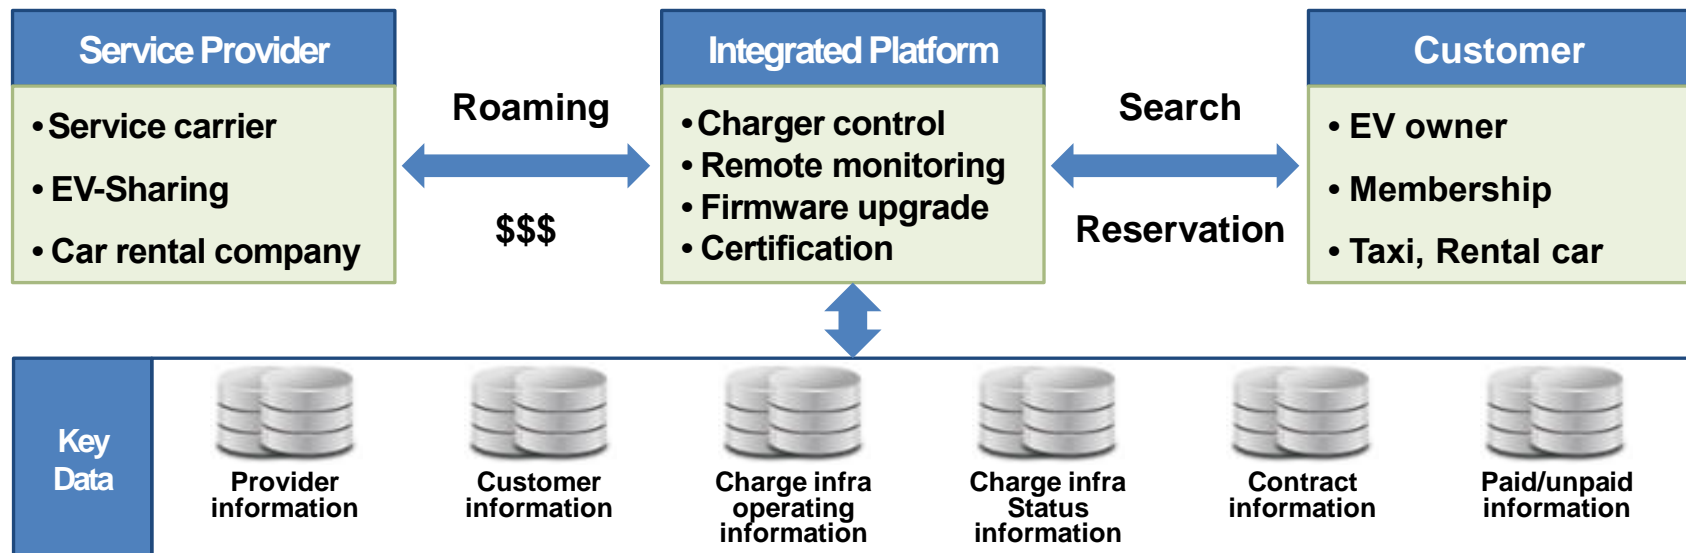 Service Provider
• Service carrier
• EV-Sharing
• Car rental company
Roaming
$$$
Integrated Platform
• Charger control
• Remote monitoring
• Firmware upgrade
• Certification
Search
Reservation
Customer
• EV owner
• Membership
• Taxi, Rental car
Key
Data
Provider
information
Customer
information
Charge infra
operating
information
Charge infra
Status
information
Contract
information
Paid/unpaid
information